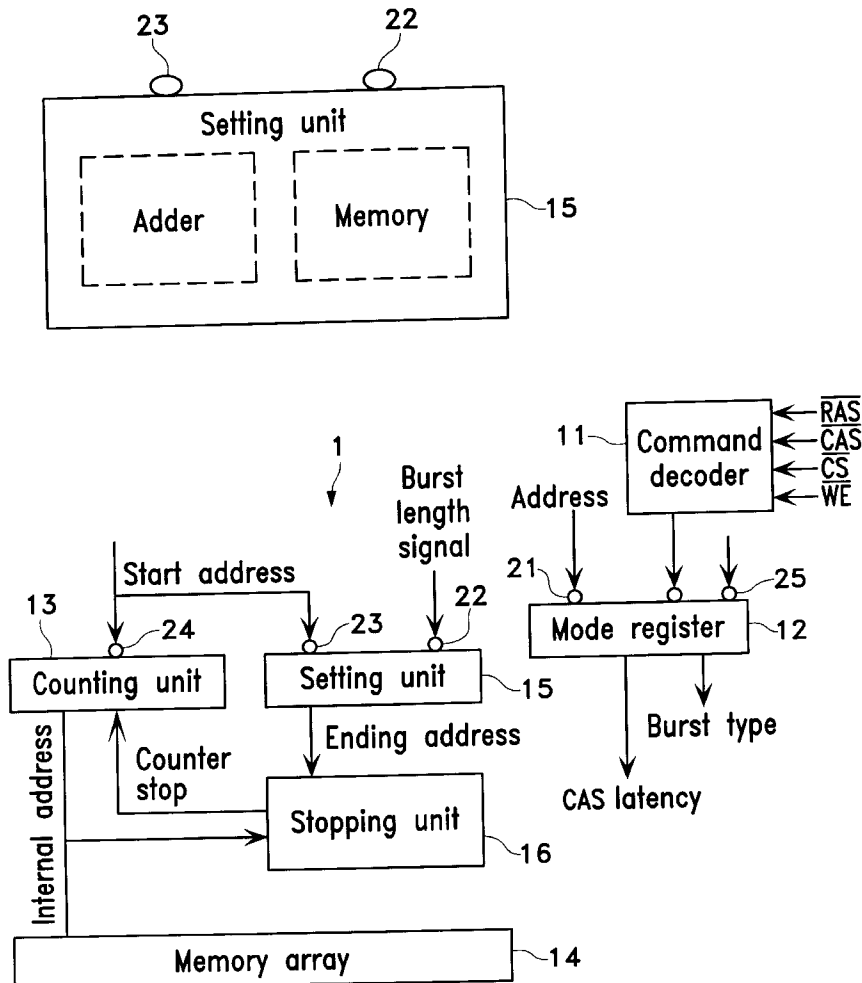 23
22
Setting unit
Adder
Memory
15
11
Command
decoder
RAS
CAS
CS
WE
1
Burst
length
signal
Address
Start address
21
25
13
24
23
22
Mode register
12
Counting unit
Setting unit
15
Internal address
Counter
stop
Ending address
Burst type
CAS latency
Stopping unit
16
Memory array
14